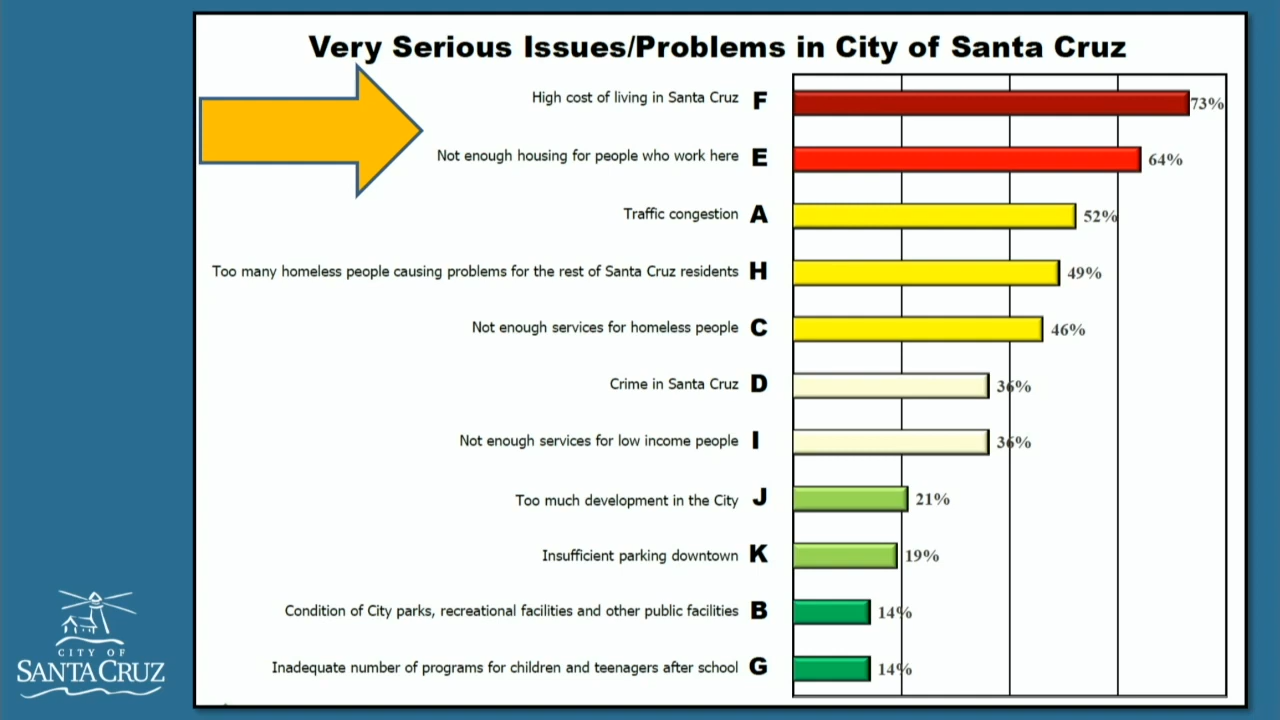 Very Serious Issues/Problems in City of Santa Cruz
High cost of living in Santa Cruz F 73%
Not enough housing for people who work here E 64%
Traffic congestion A 52%
Too many homeless people causing problems for the rest of Santa Cruz residents H 49%
Not enough services for homeless people C 46%
Crime in Santa Cruz D 36%
Not enough services for low income people I 36%
Too much development in the City J 21%
Insufficient parking downtown K 19%
Condition of City parks, recreational facilities and other public facilities B 14%
Inadequate number of programs for children and teenagers after school G 14%
CITY OF
SANTA CRUZ